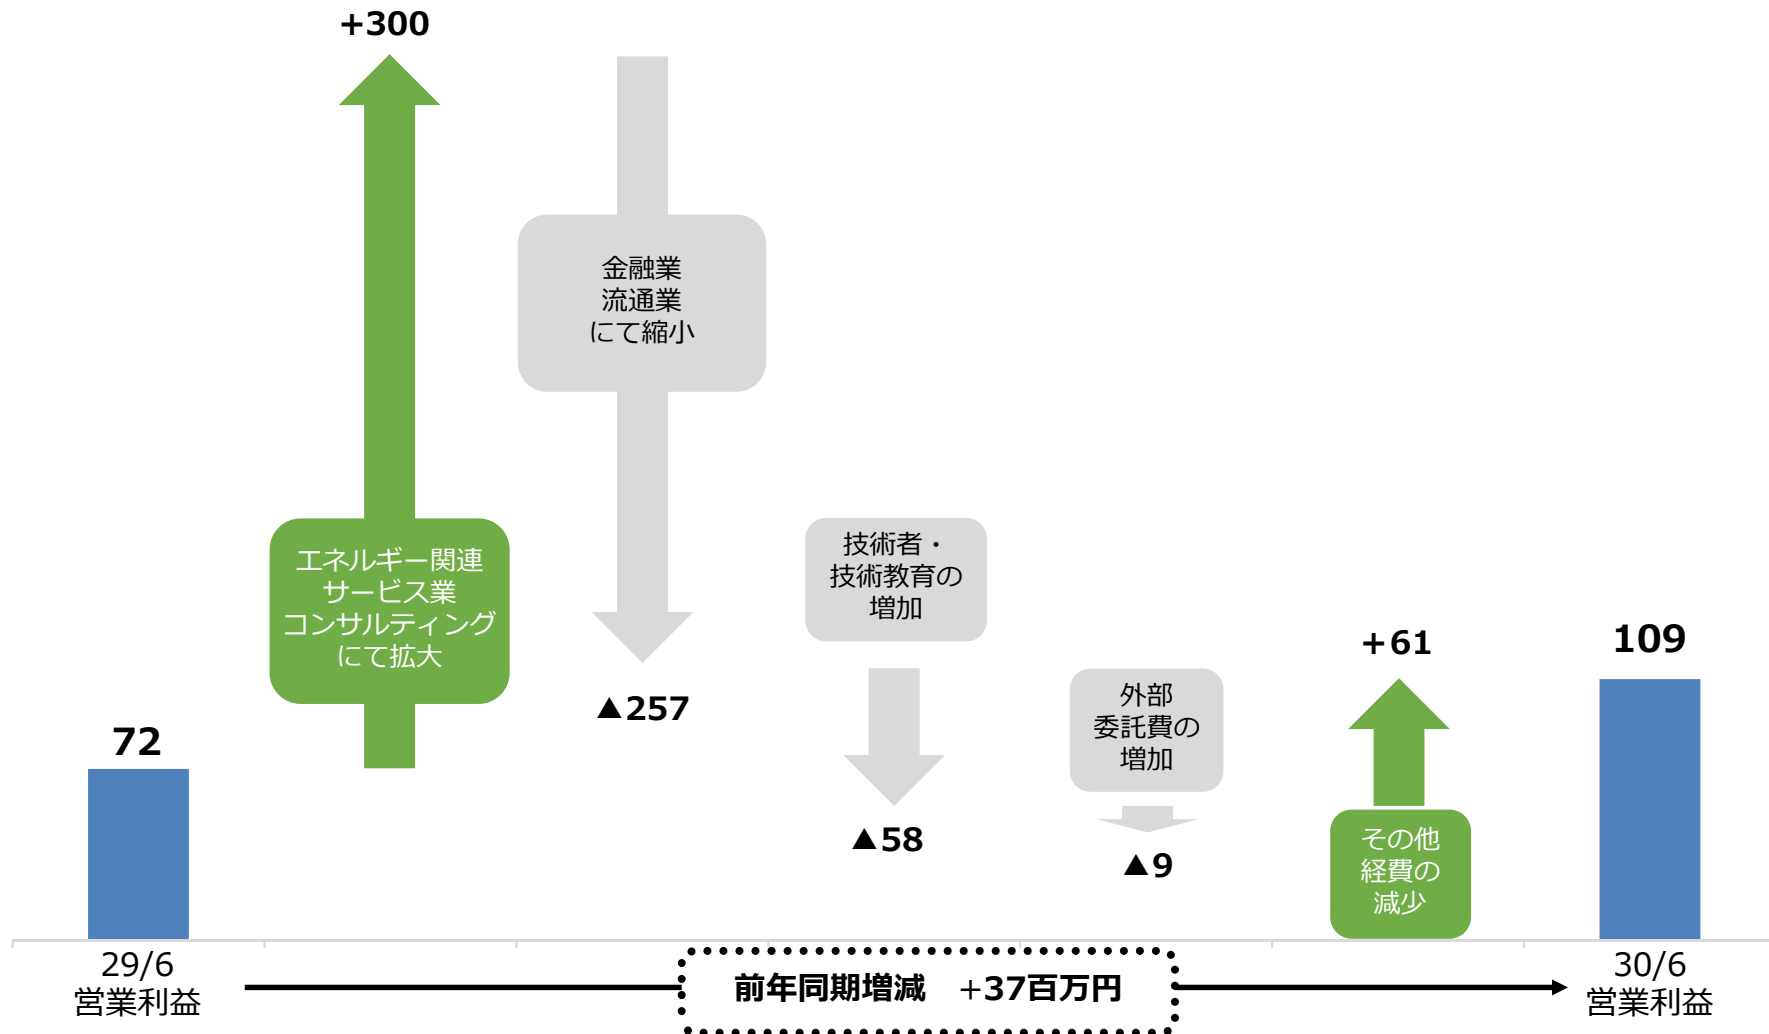 +300
金融業
流通業
にて縮小
エネルギー関連
サービス業
コンサルティング
にて拡大
▲257
技術者・
技術教育の
増加
▲58
外部
委託費の
増加
▲9
+61
その他
経費の
減少
72
109
29/6
営業利益
前年同期増減 +37百万円
30/6
営業利益